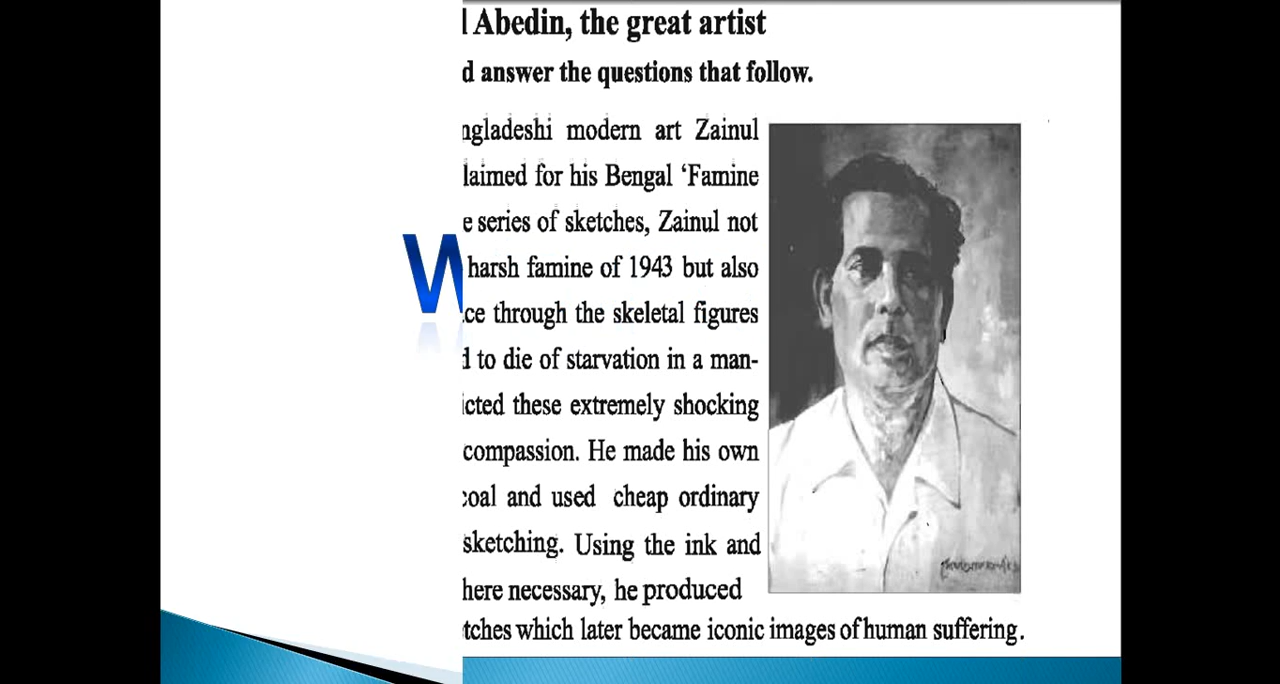 l Abedin, the great artist
d answer the questions that follow.
ngladeshi modern art Zainul
laimed for his Bengal ‘Famine
e series of sketches, Zainul not
W
harsh famine of 1943 but also
ce through the skeletal figures
d to die of starvation in a man-
icted these extremely shocking
compassion. He made his own
coal and used cheap ordinary
sketching. Using the ink and
here necessary, he produced
tches which later became iconic images of human suffering.